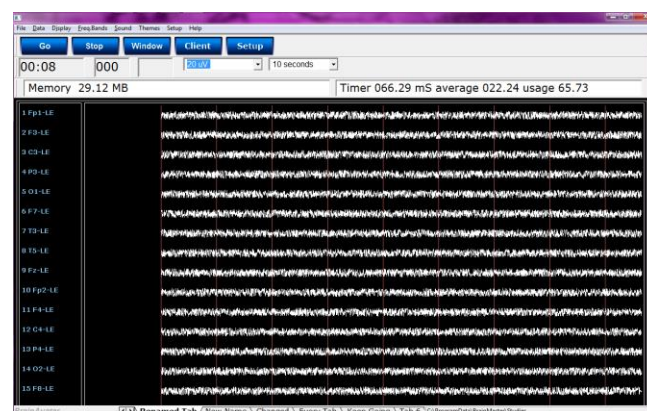 File Data Display Freq.Bands Sound Themes Setup Help
Go Stop Window Client Setup
00:08 000 20 uV 10 seconds
Memory 29.12 MB Timer 066.29 mS average 022.24 usage 65.73
1 Fp1-LE
2 F3-LE
3 C3-LE
4 P3-LE
5 O1-LE
6 F7-LE
7 T3-LE
8 T5-LE
9 Fz-LE
10 Fp2-LE
11 F4-LE
12 C4-LE
13 P4-LE
14 O2-LE
15 F8-LE
Renamed Tab New Name Changed Every Tab Keep Going Tab 6